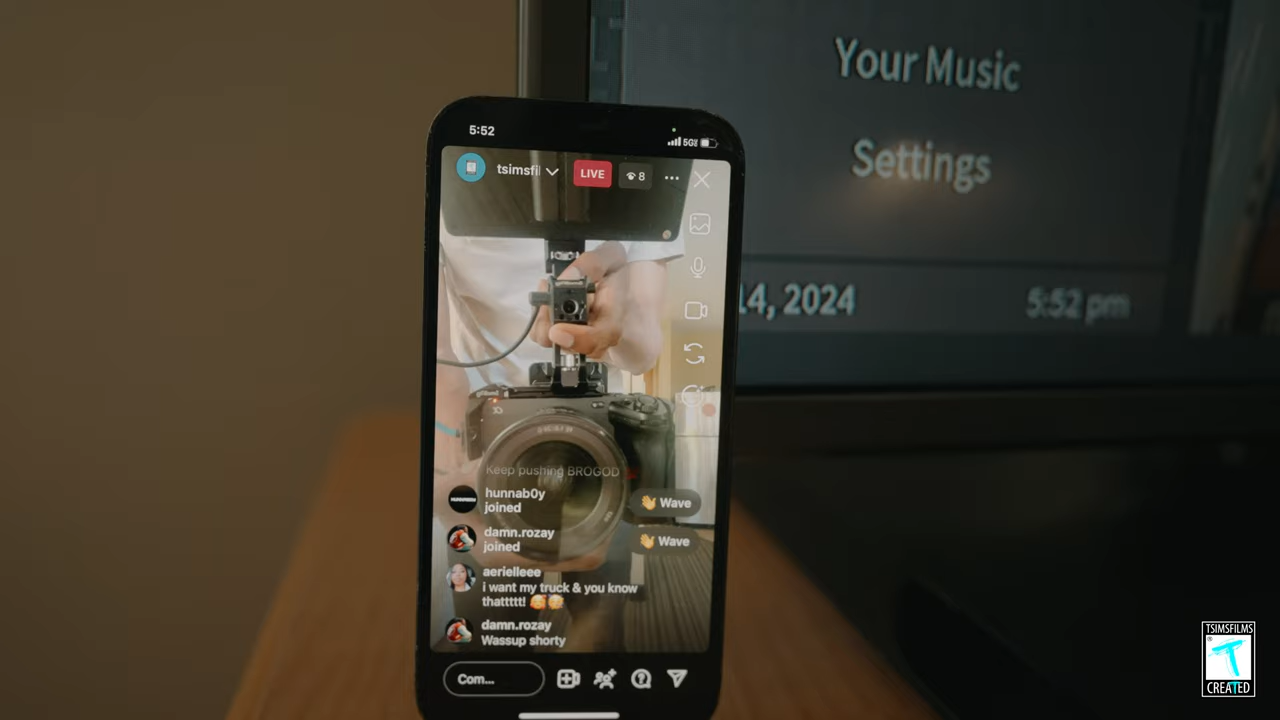 Your Music
Settings
14, 2024
5:52 pm
5:52
5G
tsimsfil
LIVE
8
Keep pushing BROGOD
hunnab0y
joined
Wave
damn.rozay
joined
Wave
aerielleee
i want my truck & you know
thattttt! 🥰🥰
damn.rozay
Wassup shorty
Com...
TSIMSFILMS
®
T
CREATED